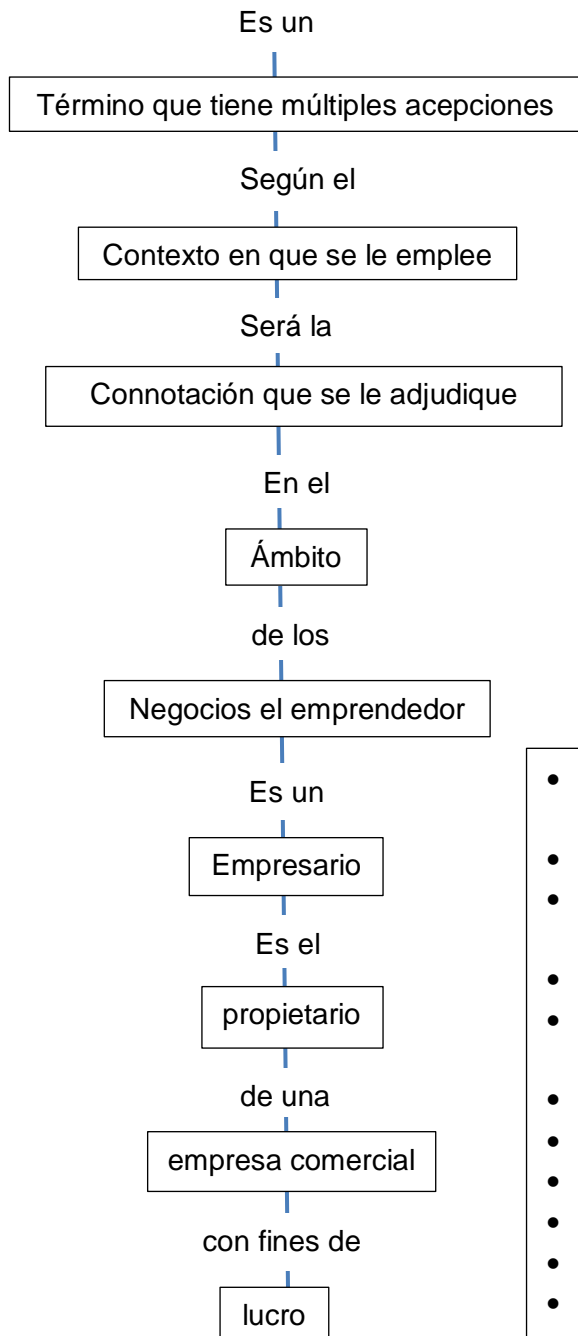 Es un
Término que tiene múltiples acepciones
Según el
Contexto en que se le emplee
Será la
Connotación que se le adjudique
En el
Ámbito
de los
Negocios el emprendedor
Es un
Empresario
Es el
propietario
de una
empresa comercial
con fines de
lucro